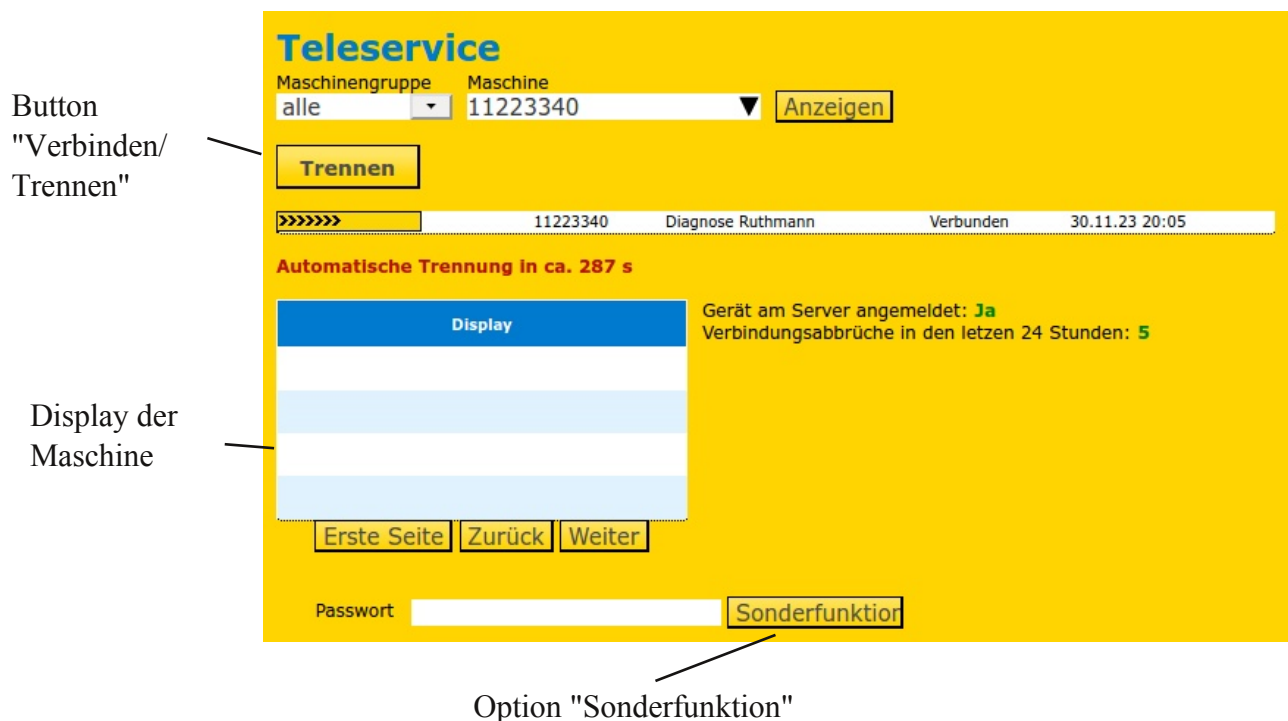 Teleservice
Maschinengruppe Maschine
alle 11223340 Anzeigen
Button
"Verbinden/
Trennen"
Trennen
>>>>>>> 11223340 Diagnose Ruthmann Verbunden 30.11.23 20:05
Automatische Trennung in ca. 287 s
Display
Gerät am Server angemeldet: Ja
Verbindungsabbrüche in den letzen 24 Stunden: 5
Display der
Maschine
Erste Seite Zurück Weiter
Passwort Sonderfunktion
Option "Sonderfunktion"